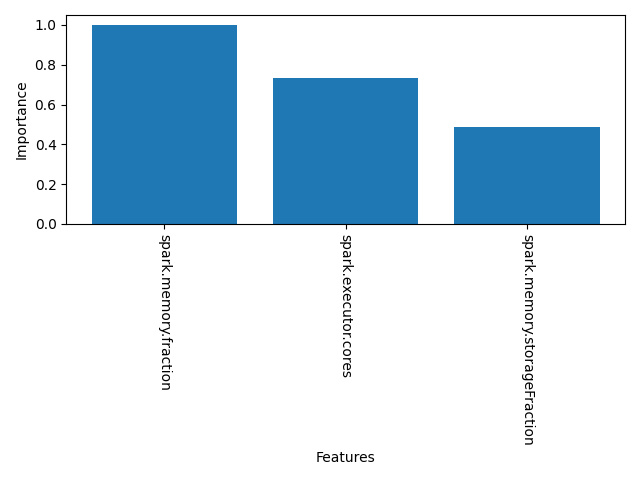 Importance
1.0
0.8
0.6
0.4
0.2
0.0
spark.memory.fraction
spark.executor.cores
spark.memory.storageFraction
Features